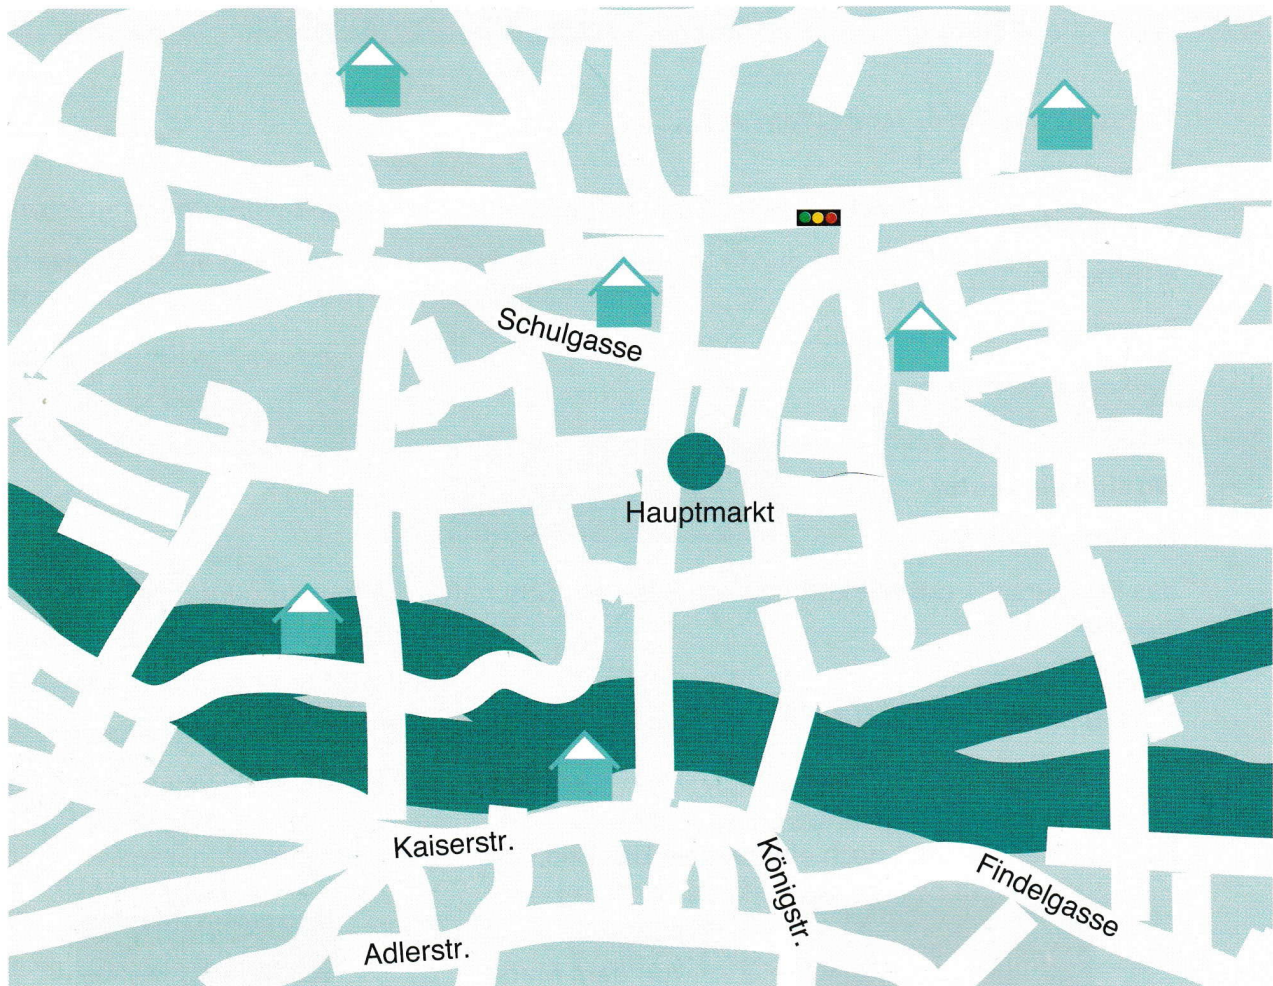 Schulgasse
Hauptmarkt
Kaiserstr.
Königstr.
Findelgasse
Adlerstr.